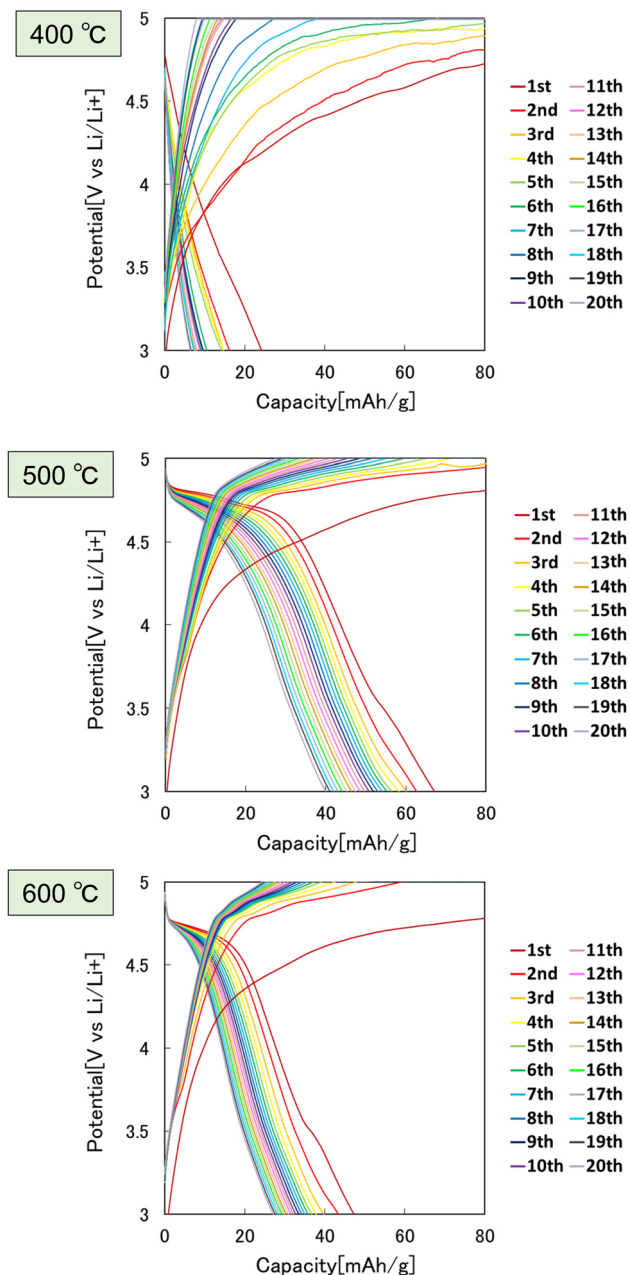 400 ℃
5
4.5
4
3.5
3
Potential[V vs Li/Li+]
0 20 40 60 80
Capacity[mAh/g]
1st 11th
2nd 12th
3rd 13th
4th 14th
5th 15th
6th 16th
7th 17th
8th 18th
9th 19th
10th 20th
500 ℃
5
4.5
4
3.5
3
Potential[V vs Li/Li+]
0 20 40 60 80
Capacity[mAh/g]
1st 11th
2nd 12th
3rd 13th
4th 14th
5th 15th
6th 16th
7th 17th
8th 18th
9th 19th
10th 20th
600 ℃
5
4.5
4
3.5
3
Potential[V vs Li/Li+]
0 20 40 60 80
Capacity[mAh/g]
1st 11th
2nd 12th
3rd 13th
4th 14th
5th 15th
6th 16th
7th 17th
8th 18th
9th 19th
10th 20th